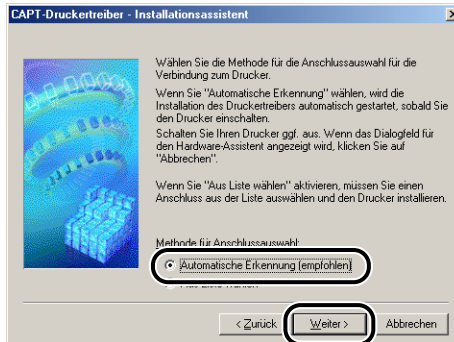 CAPT-Druckertreiber - Installationsassistent
Wählen Sie die Methode für die Anschlussauswahl für die
Verbindung zum Drucker.
Wenn Sie "Automatische Erkennung" wählen, wird die
Installation des Druckertreibers automatisch gestartet, sobald Sie
den Drucker einschalten.
Schalten Sie Ihren Drucker ggf. aus. Wenn das Dialogfeld für
den Hardware-Assistent angezeigt wird, klicken Sie auf
"Abbrechen".
Wenn Sie "Aus Liste wählen" aktivieren, müssen Sie einen
Anschluss aus der Liste auswählen und den Drucker installieren.
Methode für Anschlussauswahl:
Automatische Erkennung (empfohlen)
< Zurück Weiter > Abbrechen